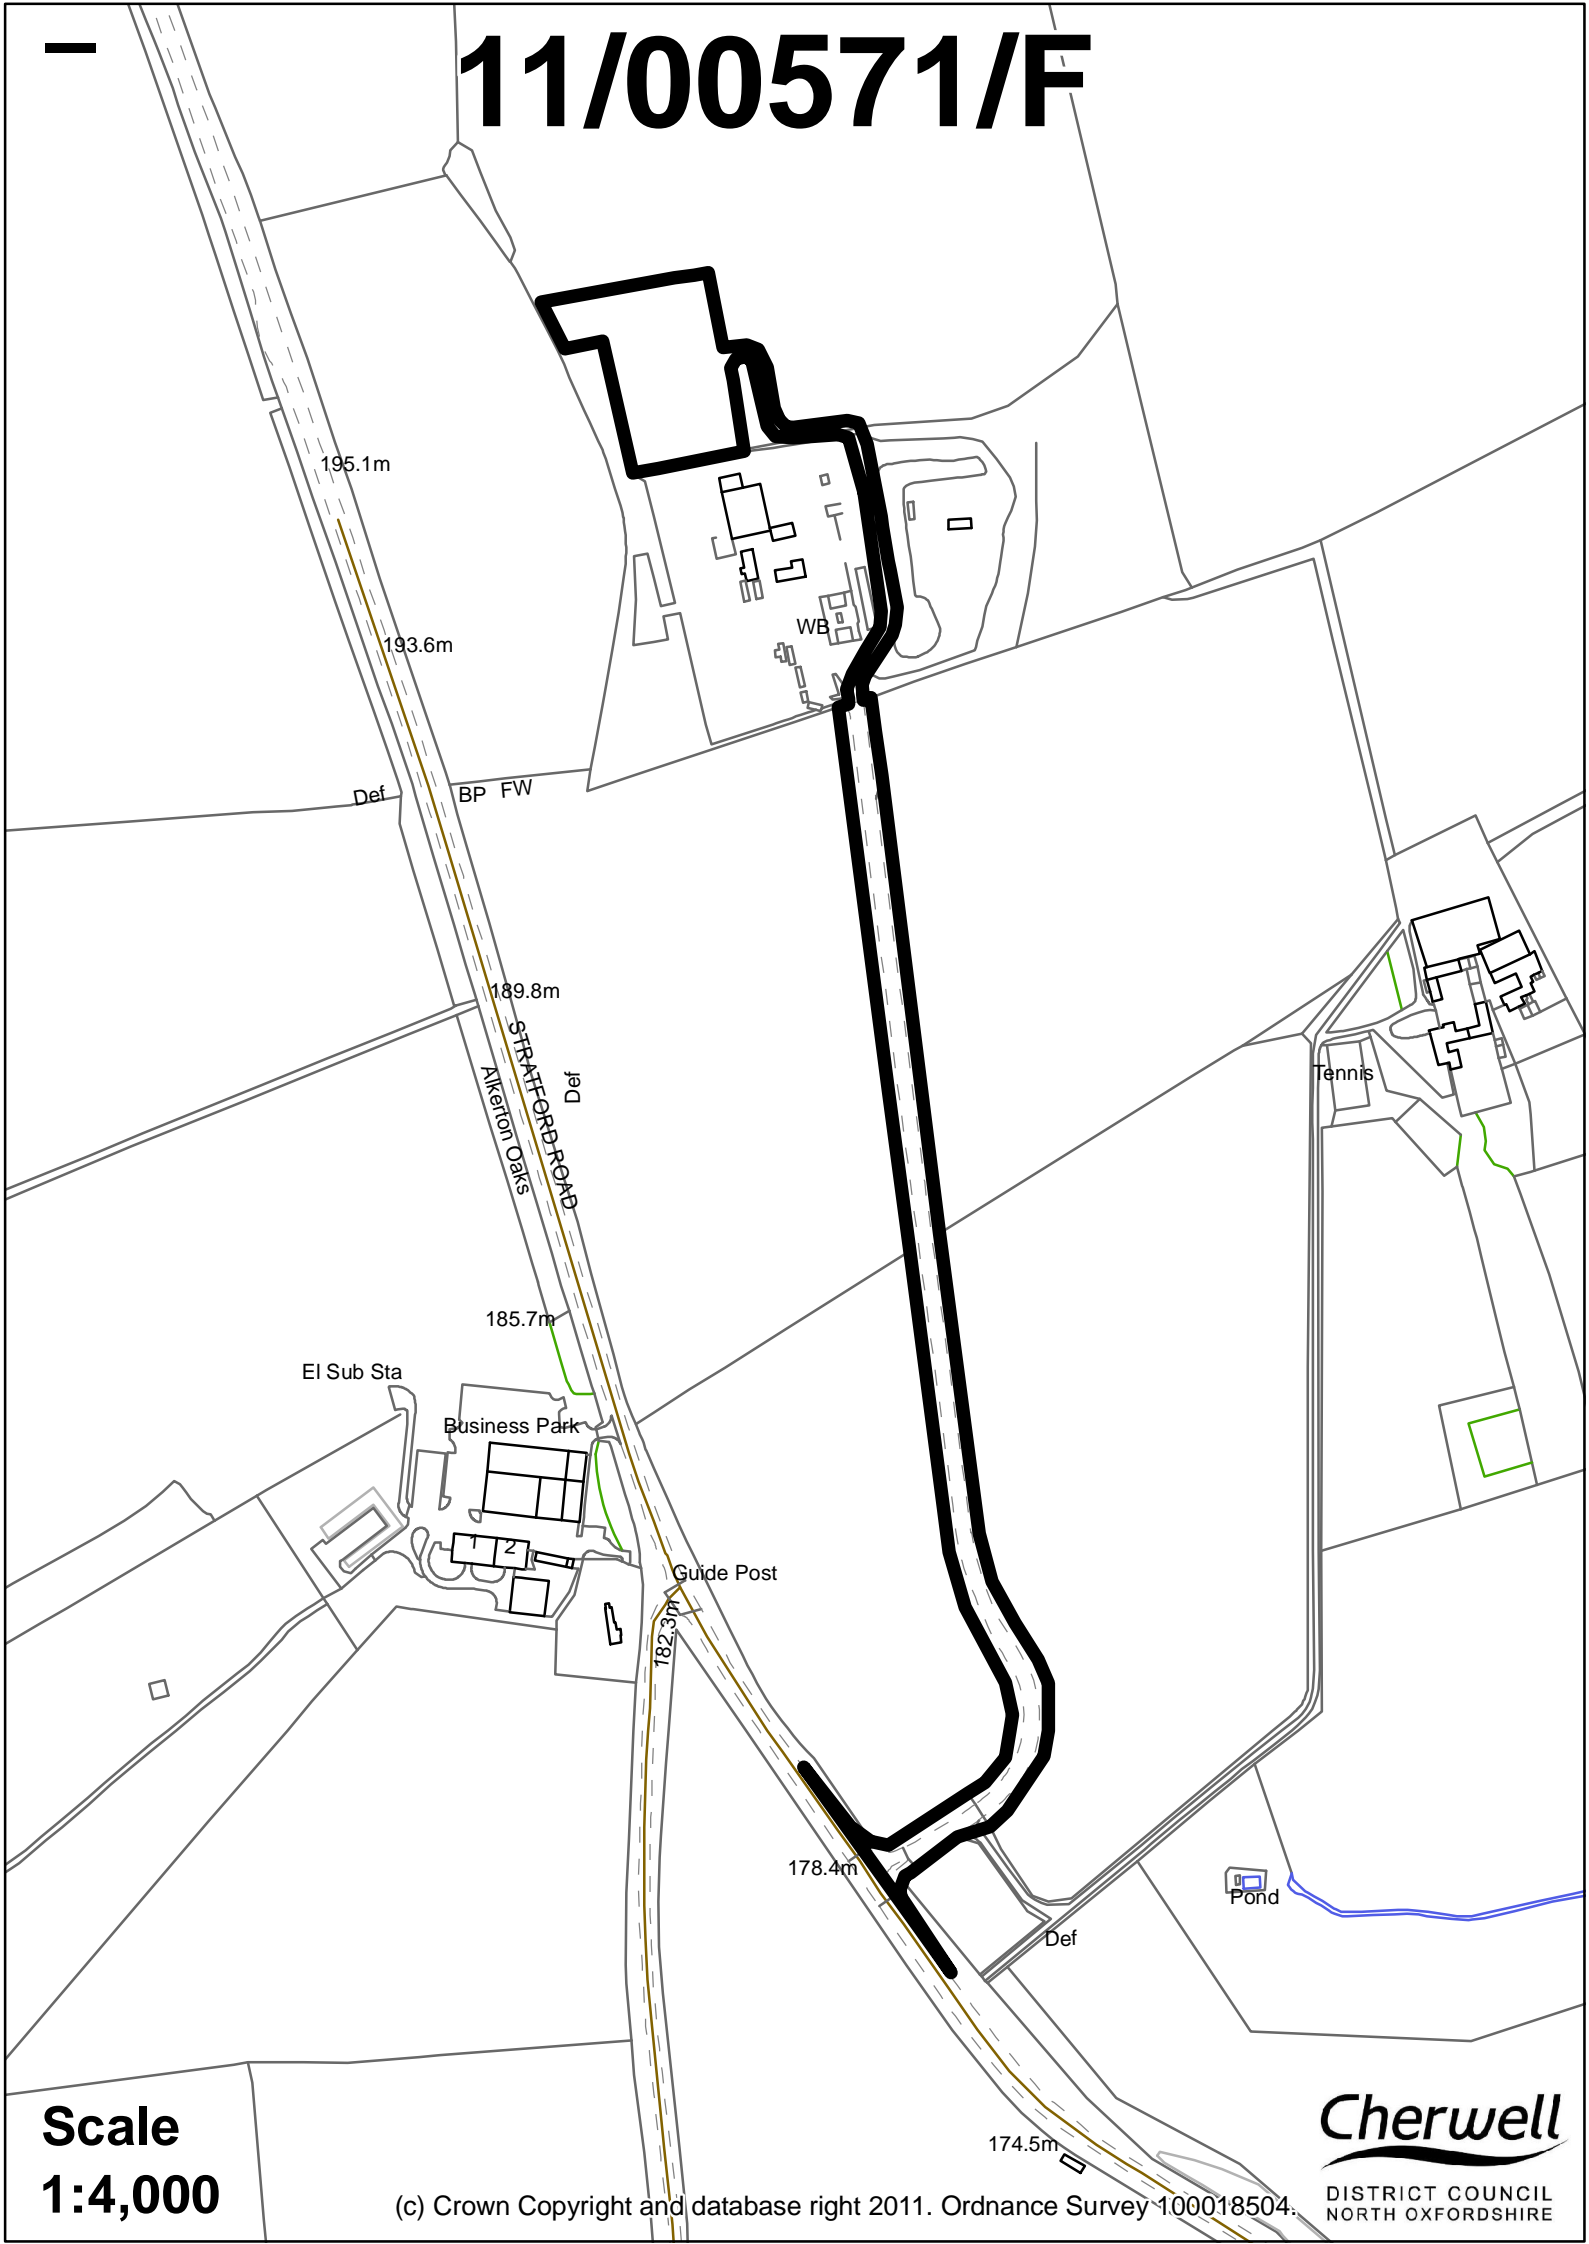 11/00571/F
195.1m
193.6m
WB
Def
BP FW
189.8m
STRATFORD ROAD
Def
Alkerton Oaks
Tennis
185.7m
El Sub Sta
Business Park
1
2
Guide Post
182.3m
178.4m
Pond
Def
174.5m
Scale
1:4,000
(c) Crown Copyright and database right 2011. Ordnance Survey 100018504.
Cherwell
DISTRICT COUNCIL
NORTH OXFORDSHIRE